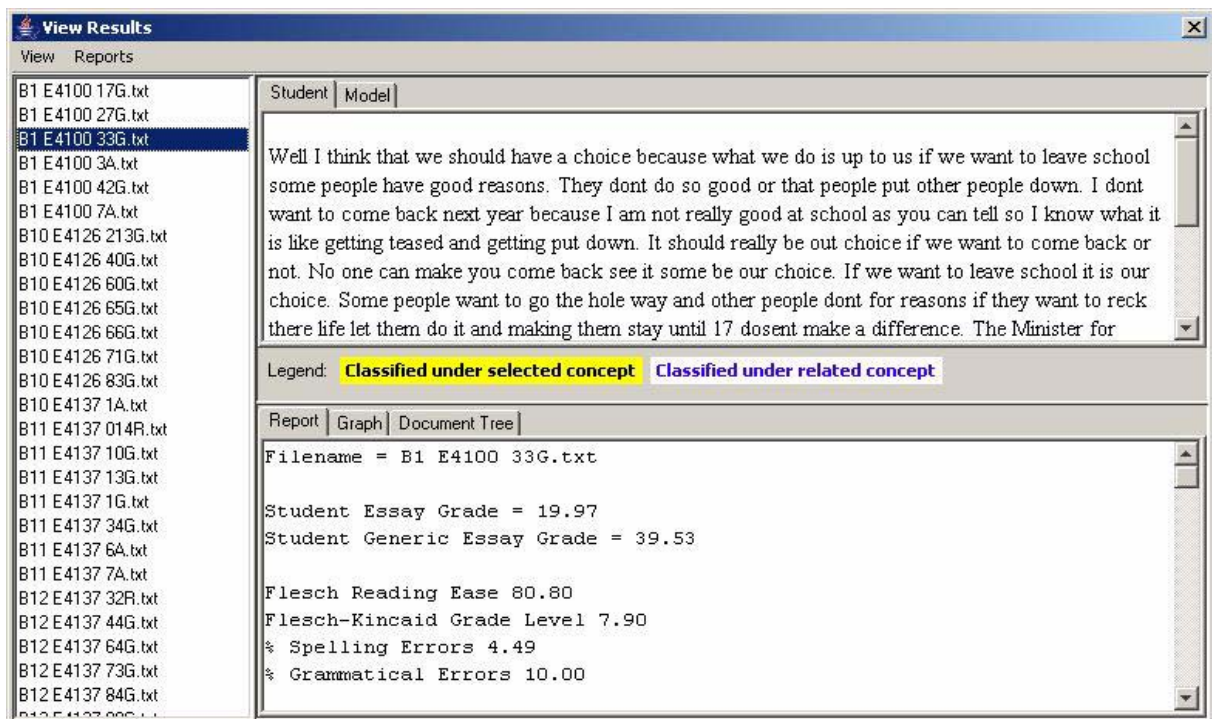 View Results
View Reports
B1 E4100 17G.txt
B1 E4100 27G.txt
B1 E4100 33G.txt
B1 E4100 3A.txt
B1 E4100 42G.txt
B1 E4100 7A.txt
B10 E4126 213G.txt
B10 E4126 40G.txt
B10 E4126 60G.txt
B10 E4126 65G.txt
B10 E4126 66G.txt
B10 E4126 71G.txt
B10 E4126 83G.txt
B10 E4137 1A.txt
B11 E4137 014R.txt
B11 E4137 10G.txt
B11 E4137 13G.txt
B11 E4137 1G.txt
B11 E4137 34G.txt
B11 E4137 6A.txt
B11 E4137 7A.txt
B12 E4137 32R.txt
B12 E4137 44G.txt
B12 E4137 64G.txt
B12 E4137 73G.txt
B12 E4137 84G.txt
Student Model
Well I think that we should have a choice because what we do is up to us if we want to leave school
some people have good reasons. They dont do so good or that people put other people down. I dont
want to come back next year because I am not really good at school as you can tell so I know what it
is like getting teased and getting put down. It should really be out choice if we want to come back or
not. No one can make you come back see it some be our choice. If we want to leave school it is our
choice. Some people want to go the hole way and other people dont for reasons if they want to reck
there life let them do it and making them stay until 17 dosent make a difference. The Minister for
Legend: Classified under selected concept Classified under related concept
Report Graph Document Tree
Filename = B1 E4100 33G.txt
Student Essay Grade = 19.97
Student Generic Essay Grade = 39.53
Flesch Reading Ease 80.80
Flesch-Kincaid Grade Level 7.90
% Spelling Errors 4.49
% Grammatical Errors 10.00